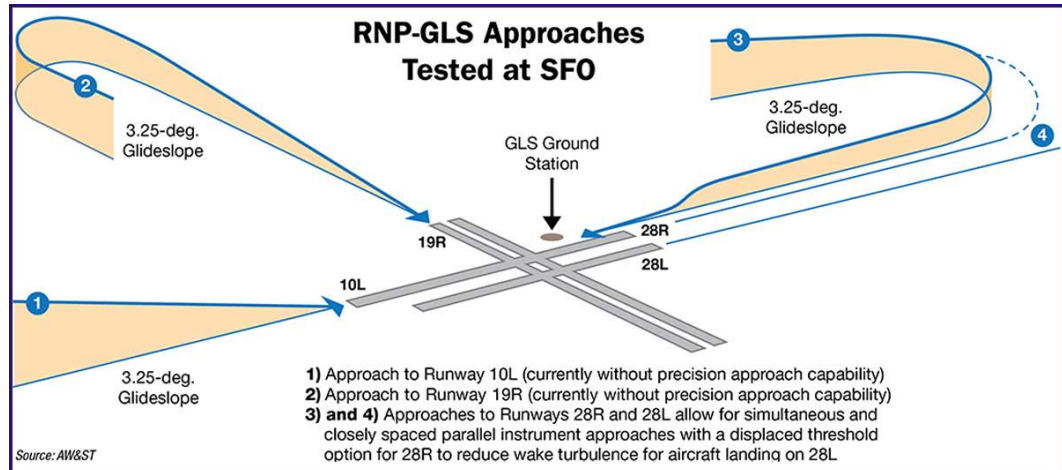 RNP-GLS Approaches
Tested at SFO
2
3.25-deg.
Glideslope
3
3.25-deg.
Glideslope
4
GLS Ground
Station
19R
28R
28L
10L
1
3.25-deg.
Glideslope
1) Approach to Runway 10L (currently without precision approach capability)
2) Approach to Runway 19R (currently without precision approach capability)
3) and 4) Approaches to Runways 28R and 28L allow for simultaneous and
closely spaced parallel instrument approaches with a displaced threshold
option for 28R to reduce wake turbulence for aircraft landing on 28L
Source: AW&ST